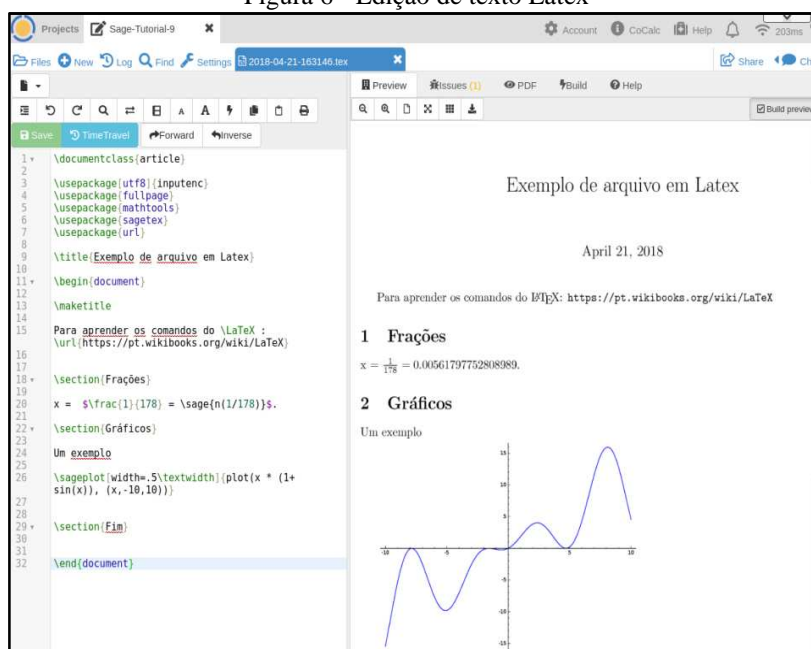 Figura 6 - Edição de texto Latex
Projects Sage-Tutorial-9 Account CoCalc Help 203ms
Files New Log Find Settings 2018-04-21-163146.tex Share Ch
Preview Issues (1) PDF Build Help
A A Build preview
Save TimeTravel Forward Inverse
1 \documentclass{article}
2
3 \usepackage[utf8]{inputenc}
4 \usepackage{fullpage}
5 \usepackage{mathtools}
6 \usepackage{sagetex}
7 \usepackage{url}
8
9 \title{Exemplo de arquivo em Latex}
10
11 \begin{document}
12
13 \maketitle
14
15 Para aprender os comandos do \LaTeX :
\url{https://pt.wikibooks.org/wiki/LaTeX}
16
17
18 \section{Frações}
19
20 x = $\frac{1}{178} = \sage{n(1/178)}$.
21
22 \section{Gráficos}
23
24 Um exemplo
25
26 \sageplot[width=.5\textwidth]{plot(x * (1+
sin(x)), (x,-10,10))}
27
28
29 \section{Fim}
30
31
32 \end{document}
Exemplo de arquivo em Latex
April 21, 2018
Para aprender os comandos do LaTeX: https://pt.wikibooks.org/wiki/LaTeX
1 Frações
x = 1/178 = 0.00561797752808989.
2 Gráficos
Um exemplo
15
10
5
-10 -5 5 10
-5
-10
-15